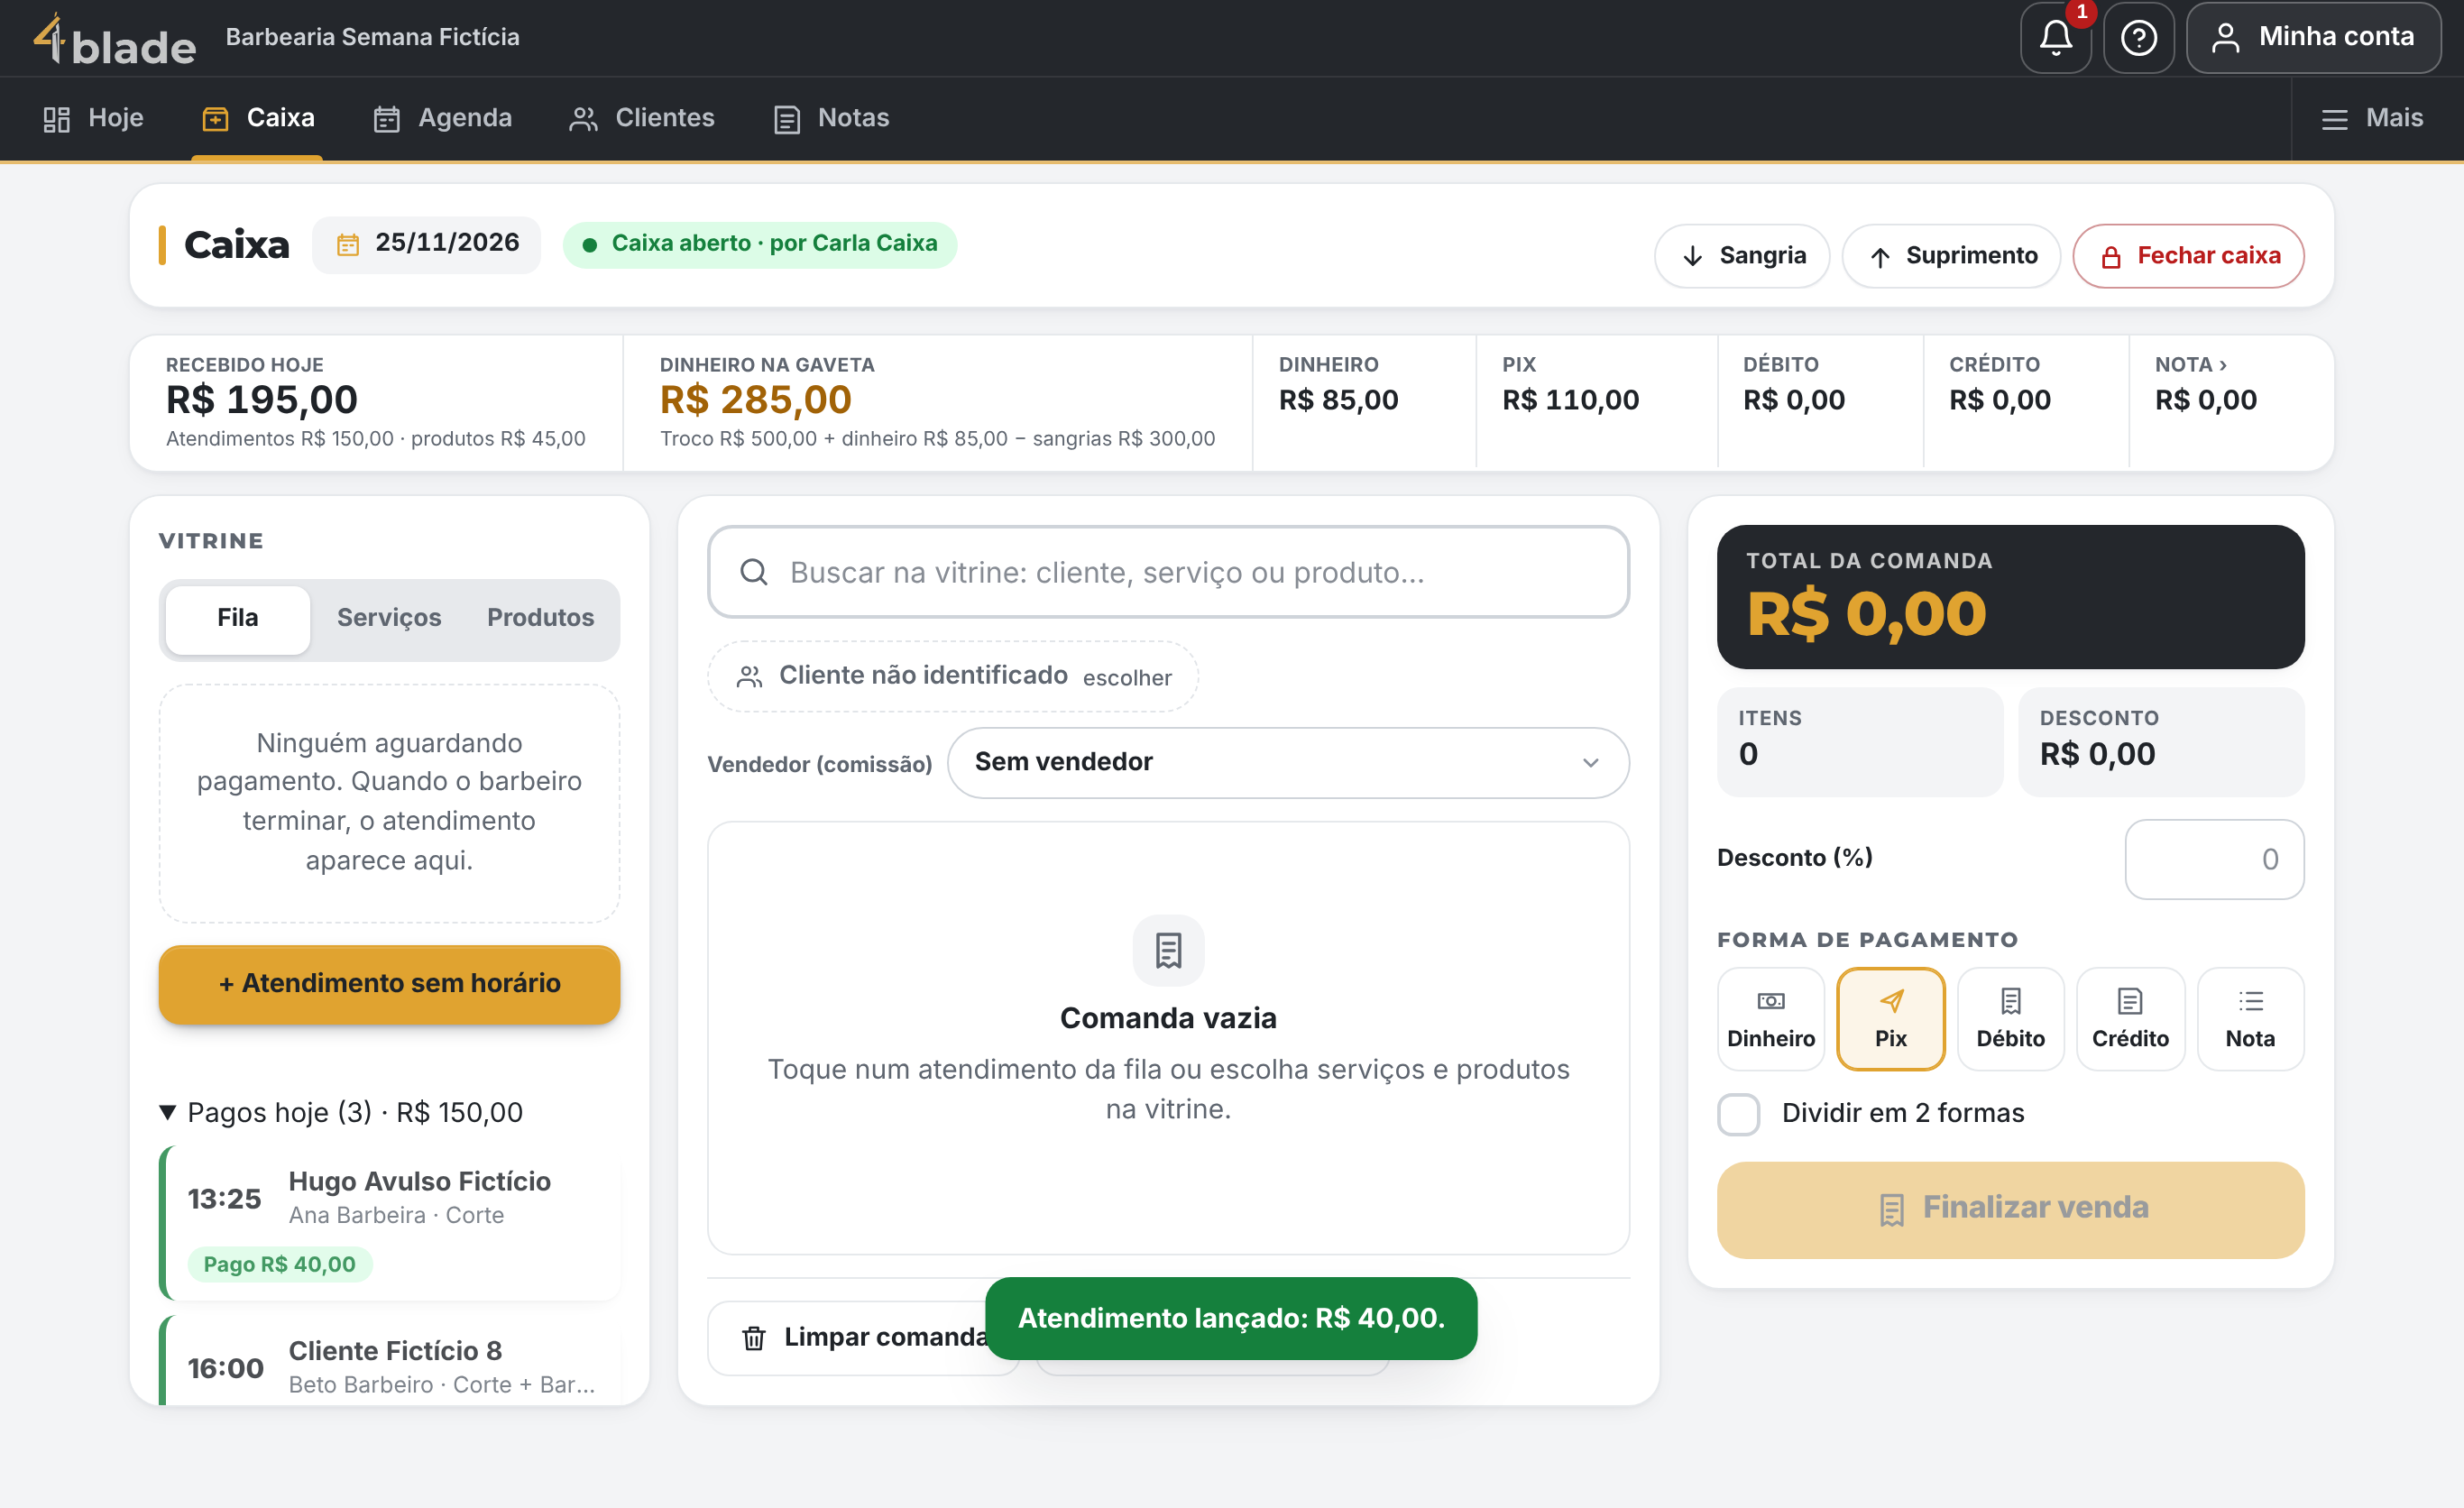 4blade
Barbearia Semana Fictícia
1
Minha conta
Hoje
Caixa
Agenda
Clientes
Notas
Mais
Caixa
25/11/2026
Caixa aberto · por Carla Caixa
Sangria
Suprimento
Fechar caixa
RECEBIDO HOJE
R$ 195,00
Atendimentos R$ 150,00 · produtos R$ 45,00
DINHEIRO NA GAVETA
R$ 285,00
Troco R$ 500,00 + dinheiro R$ 85,00 − sangrias R$ 300,00
DINHEIRO
R$ 85,00
PIX
R$ 110,00
DÉBITO
R$ 0,00
CRÉDITO
R$ 0,00
NOTA ›
R$ 0,00
VITRINE
Fila
Serviços
Produtos
Ninguém aguardando
pagamento. Quando o barbeiro
terminar, o atendimento
aparece aqui.
+ Atendimento sem horário
▼ Pagos hoje (3) · R$ 150,00
13:25
Hugo Avulso Fictício
Ana Barbeira · Corte
Pago R$ 40,00
16:00
Cliente Fictício 8
Beto Barbeiro · Corte + Bar...
Buscar na vitrine: cliente, serviço ou produto...
Cliente não identificado escolher
Vendedor (comissão)
Sem vendedor
Comanda vazia
Toque num atendimento da fila ou escolha serviços e produtos
na vitrine.
Limpar comanda
Atendimento lançado: R$ 40,00.
TOTAL DA COMANDA
R$ 0,00
ITENS
0
DESCONTO
R$ 0,00
Desconto (%)
0
FORMA DE PAGAMENTO
Dinheiro
Pix
Débito
Crédito
Nota
Dividir em 2 formas
Finalizar venda